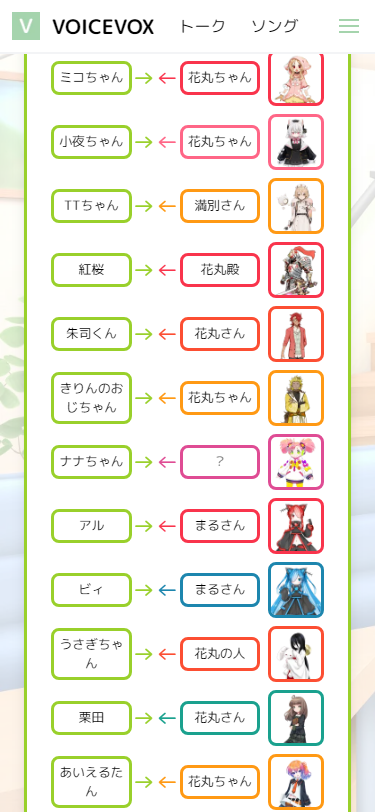 V VOICEVOX トーク ソング
ミコちゃん 花丸ちゃん
小夜ちゃん 花丸ちゃん
TTちゃん 満別さん
紅桜 花丸殿
朱司くん 花丸さん
きりんのお
じちゃん 花丸ちゃん
ナナちゃん ?
アル まるさん
ビィ まるさん
うさぎちゃ
ん 花丸の人
栗田 花丸さん
あいえるた
ん 花丸ちゃん